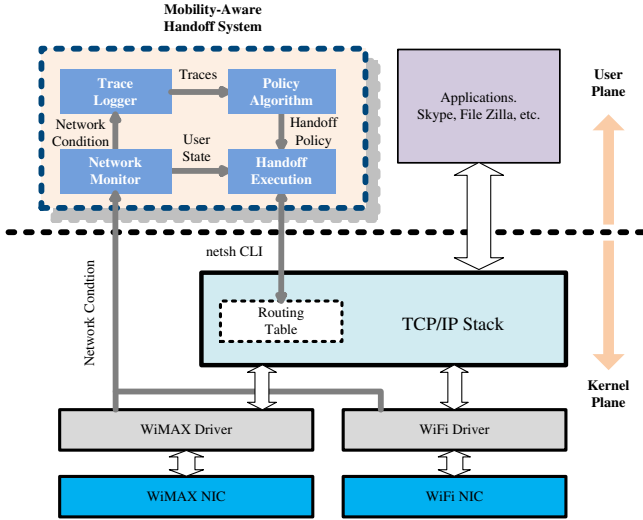 Mobility-Aware
Handoff System
Trace
Logger
Traces
Policy
Algorithm
Applications.
Skype, File Zilla, etc.
User
Plane
Network
Condition
User
State
Handoff
Policy
Network
Monitor
Handoff
Execution
netsh CLI
Network Condtion
Routing
Table
TCP/IP Stack
Kernel
Plane
WiMAX Driver
WiFi Driver
WiMAX NIC
WiFi NIC